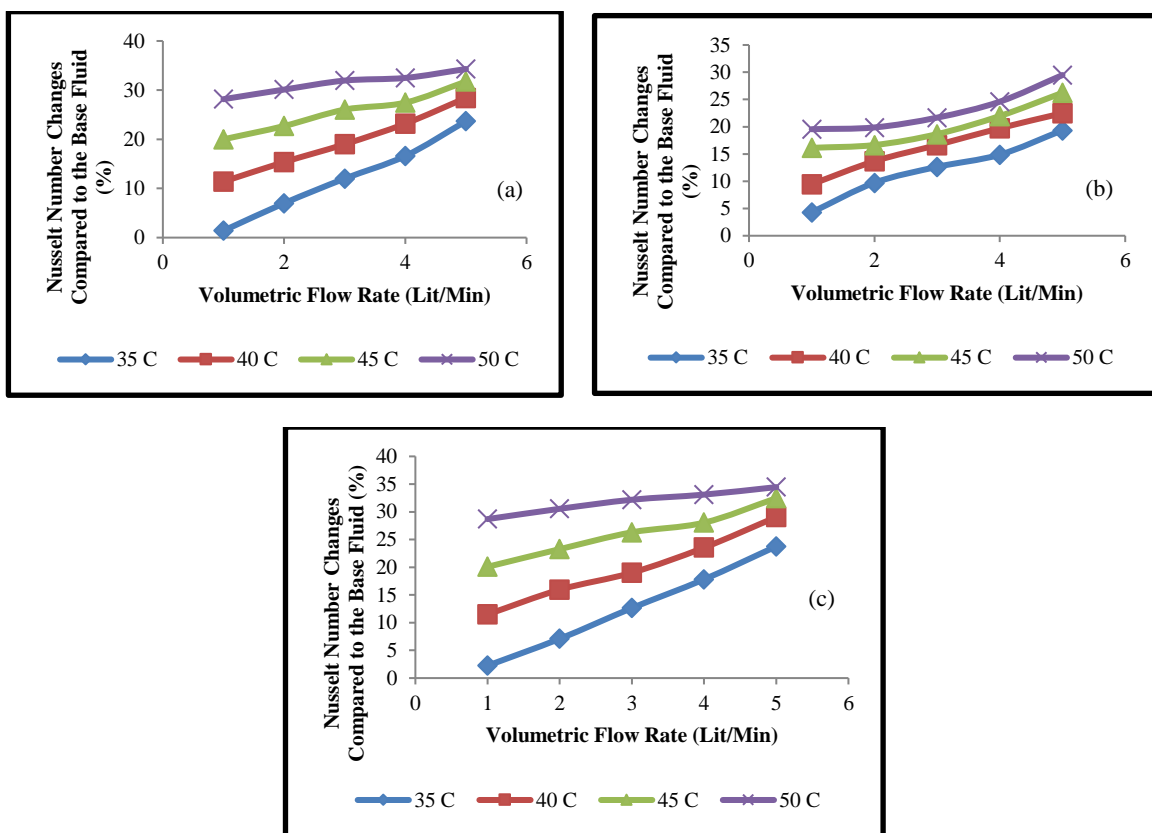 Nusselt Number Changes
Compared to the Base Fluid
(%)
40
30
20
10
0
0
2
4
6
(a)
Volumetric Flow Rate (Lit/Min)
35 C
40 C
45 C
50 C
Nusselt Number Changes
Compared to the Base Fluid
(%)
35
30
25
20
15
10
5
0
0
2
4
6
(b)
Volumetric Flow Rate (Lit/Min)
35 C
40 C
45 C
50 C
Nusselt Number Changes
Compared to the Base Fluid (%)
40
35
30
25
20
15
10
5
0
0
1
2
3
4
5
6
(c)
Volumetric Flow Rate (Lit/Min)
35 C
40 C
45 C
50 C